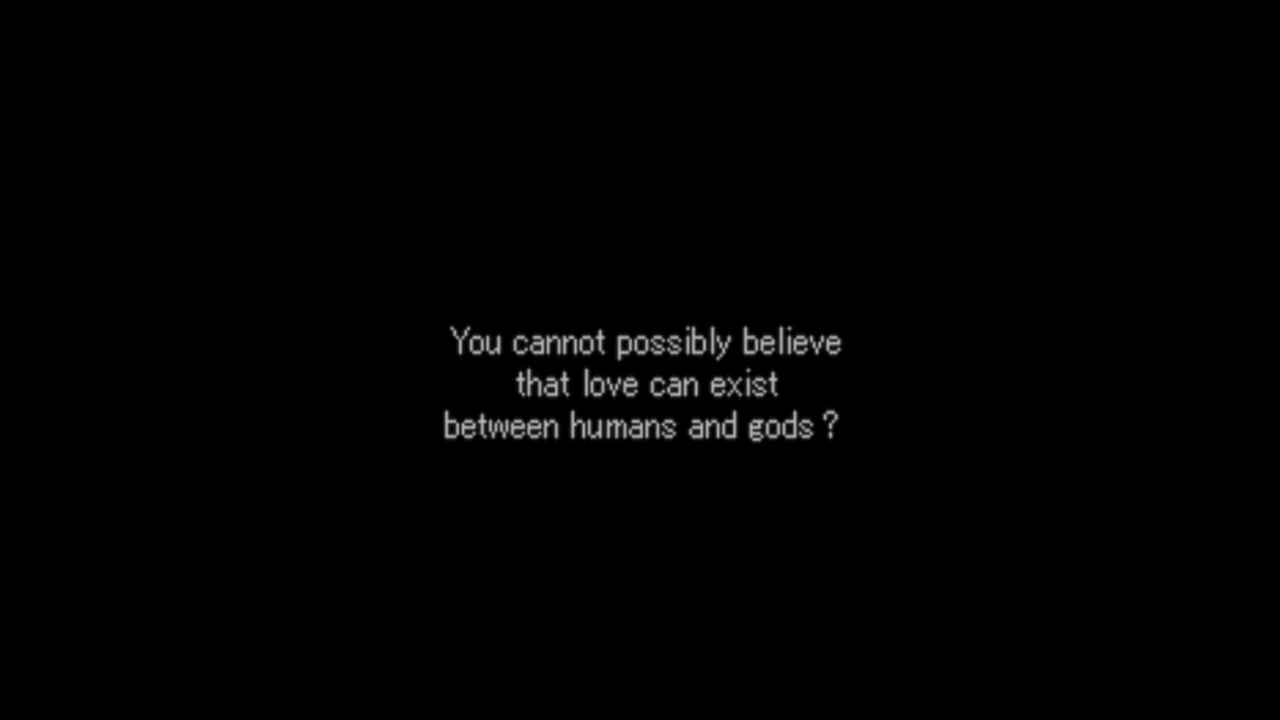 You cannot possibly believe
that love can exist
between humans and gods?